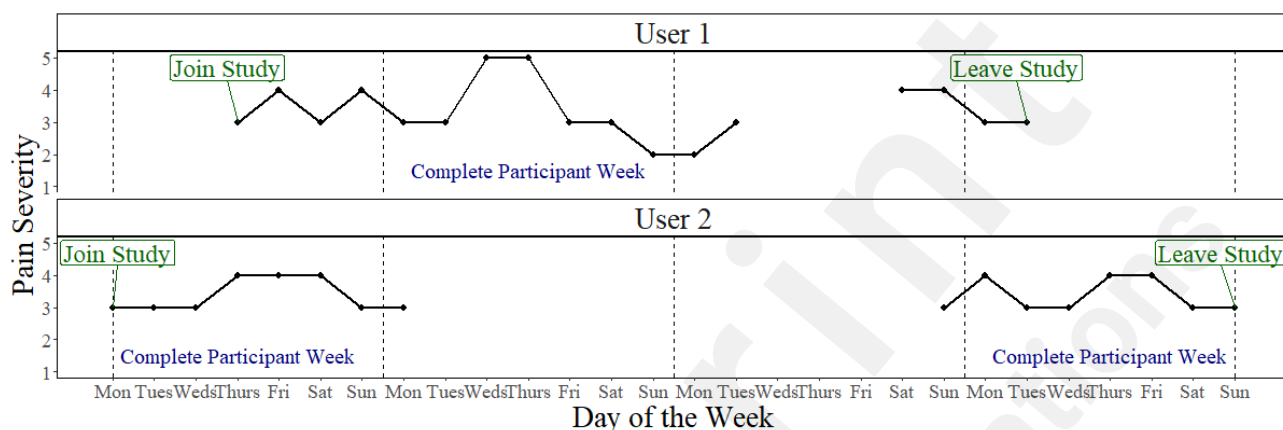 User 1
5
Join Study
Leave Study
4
3
2
Complete Participant Week
1
Pain Severity
User 2
5
Join Study
Leave Study
4
3
2
Complete Participant Week Complete Participant Week
1
Mon Tues Weds Thurs Fri Sat Sun Mon Tues Weds Thurs Fri Sat Sun Mon Tues Weds Thurs Fri Sat Sun Mon Tues Weds Thurs Fri Sat Sun
Day of the Week